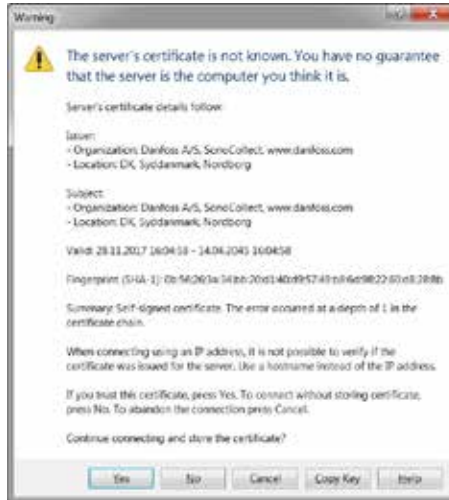 Warning
The server's certificate is not known. You have no guarantee
that the server is the computer you think it is.
Server's certificate details follow:
Issuer:
- Organization: Danfoss A/S, SonoCollect, www.danfoss.com
- Location: DK, Syddanmark, Nordborg
Subject:
- Organization: Danfoss A/S, SonoCollect, www.danfoss.com
- Location: DK, Syddanmark, Nordborg
Valid: 28.11.2017 16:04:58 - 14.04.2045 16:04:58
Fingerprint (SHA-1):
Summary: Self-signed certificate. The error occurred at a depth of 1 in the
certificate chain.
When connecting using an IP address, it is not possible to verify if the
certificate was issued for the server. Use a hostname instead of the IP address.
If you trust this certificate, press Yes. To connect without storing certificate,
press No. To abandon the connection press Cancel.
Continue connecting and store the certificate?
Yes No Cancel Copy Key Help